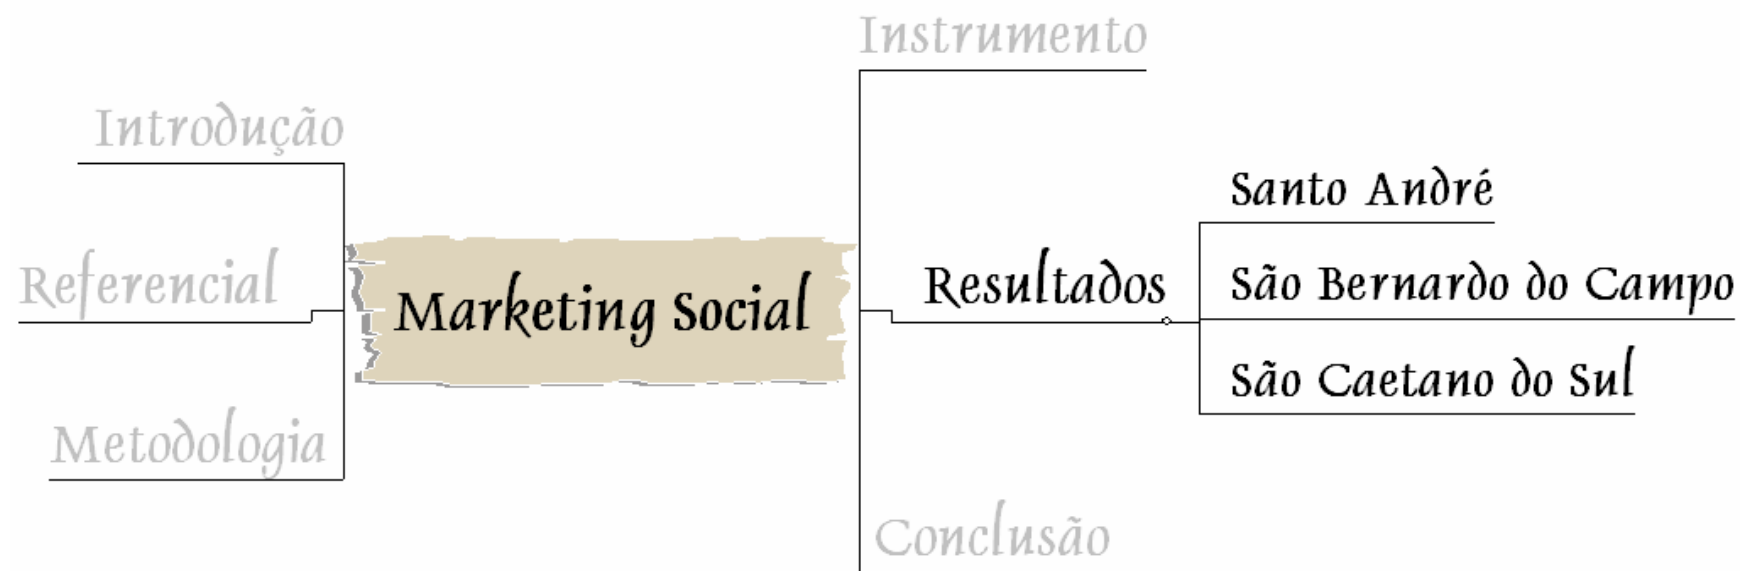 Introdução
Referencial
Metodologia
Marketing Social
Instrumento
Resultados
Santo André
São Bernardo do Campo
São Caetano do Sul
Conclusão